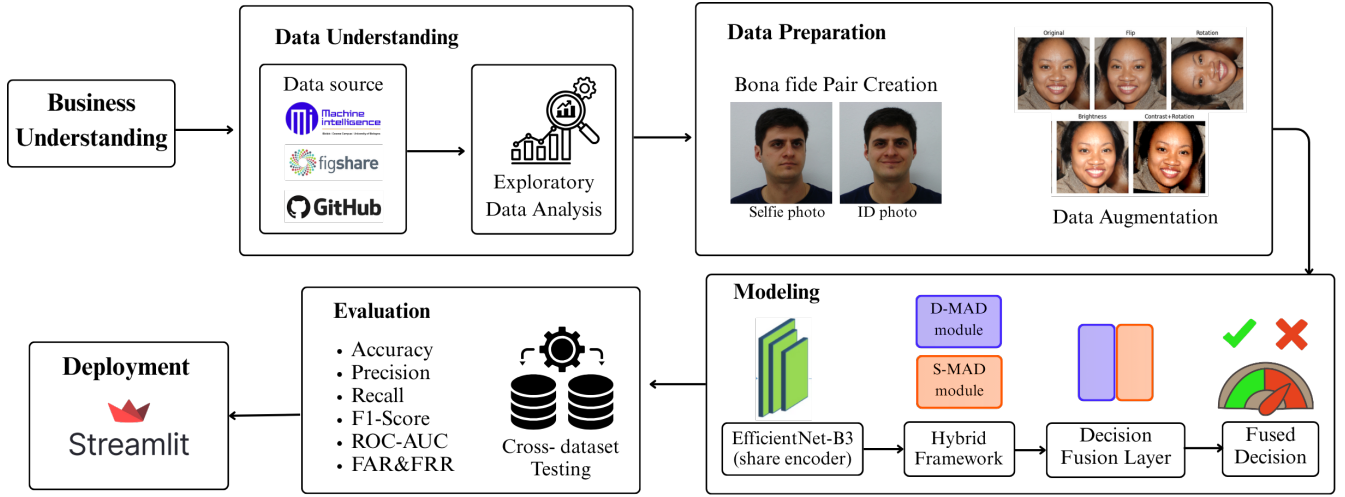 Business
Understanding
Data Understanding
Data source
Machine
intelligence
figshare
GitHub
Exploratory
Data Analysis
Data Preparation
Bona fide Pair Creation
Selfie photo
ID photo
Original
Flip
Rotation
Brightness
Contrast+Rotation
Data Augmentation
Modeling
D-MAD
module
S-MAD
module
EfficientNet-B3
(share encoder)
Hybrid
Framework
Decision
Fusion Layer
Fused
Decision
Evaluation
• Accuracy
• Precision
• Recall
• F1-Score
• ROC-AUC
• FAR&FRR
Cross- dataset
Testing
Deployment
Streamlit